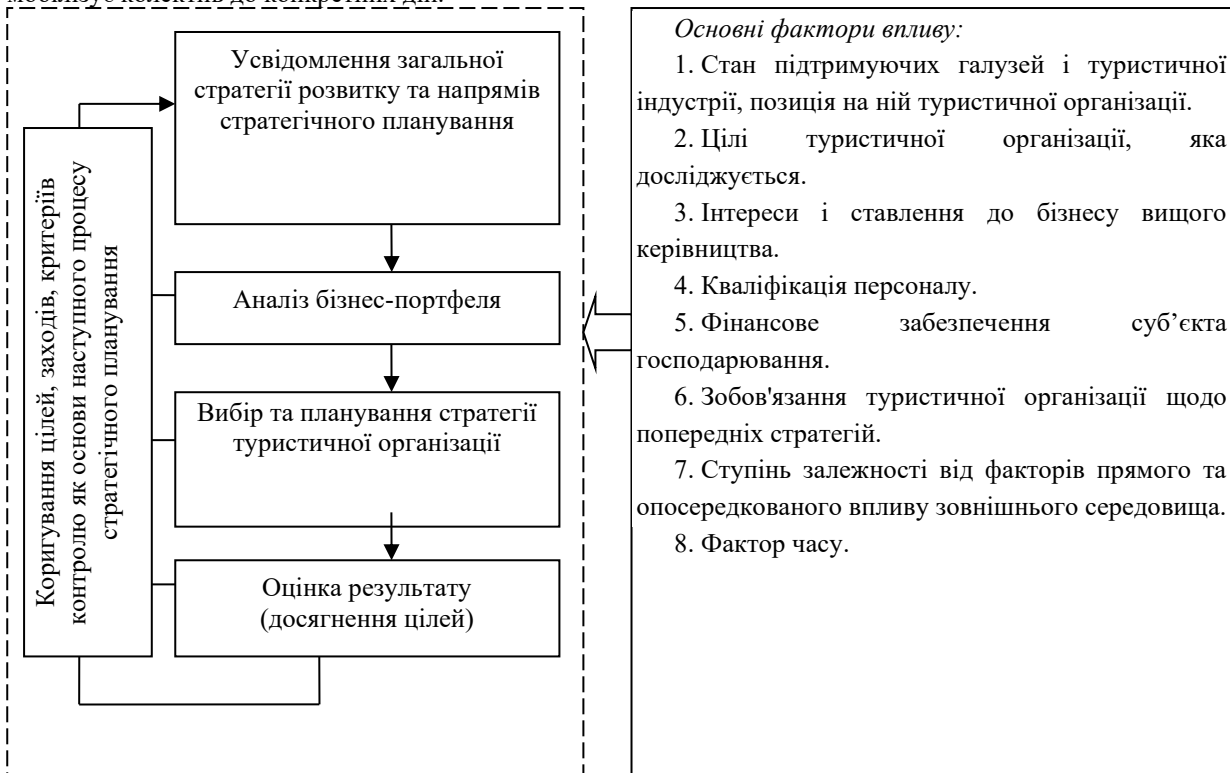 Усвідомлення загальної
стратегії розвитку та напрямів
стратегічного планування
Аналіз бізнес-портфеля
Вибір та планування стратегії
туристичної організації
Оцінка результату
(досягнення цілей)
Коригування цілей, заходів, критеріїв
контролю як основи наступного процесу
стратегічного планування
Основні фактори впливу:
1. Стан підтримуючих галузей і туристичної
індустрії, позиція на ній туристичної організації.
2. Цілі туристичної організації, яка
досліджується.
3. Інтереси і ставлення до бізнесу вищого
керівництва.
4. Кваліфікація персоналу.
5. Фінансове забезпечення суб’єкта
господарювання.
6. Зобов'язання туристичної організації щодо
попередніх стратегій.
7. Ступінь залежності від факторів прямого та
опосередкованого впливу зовнішнього середовища.
8. Фактор часу.